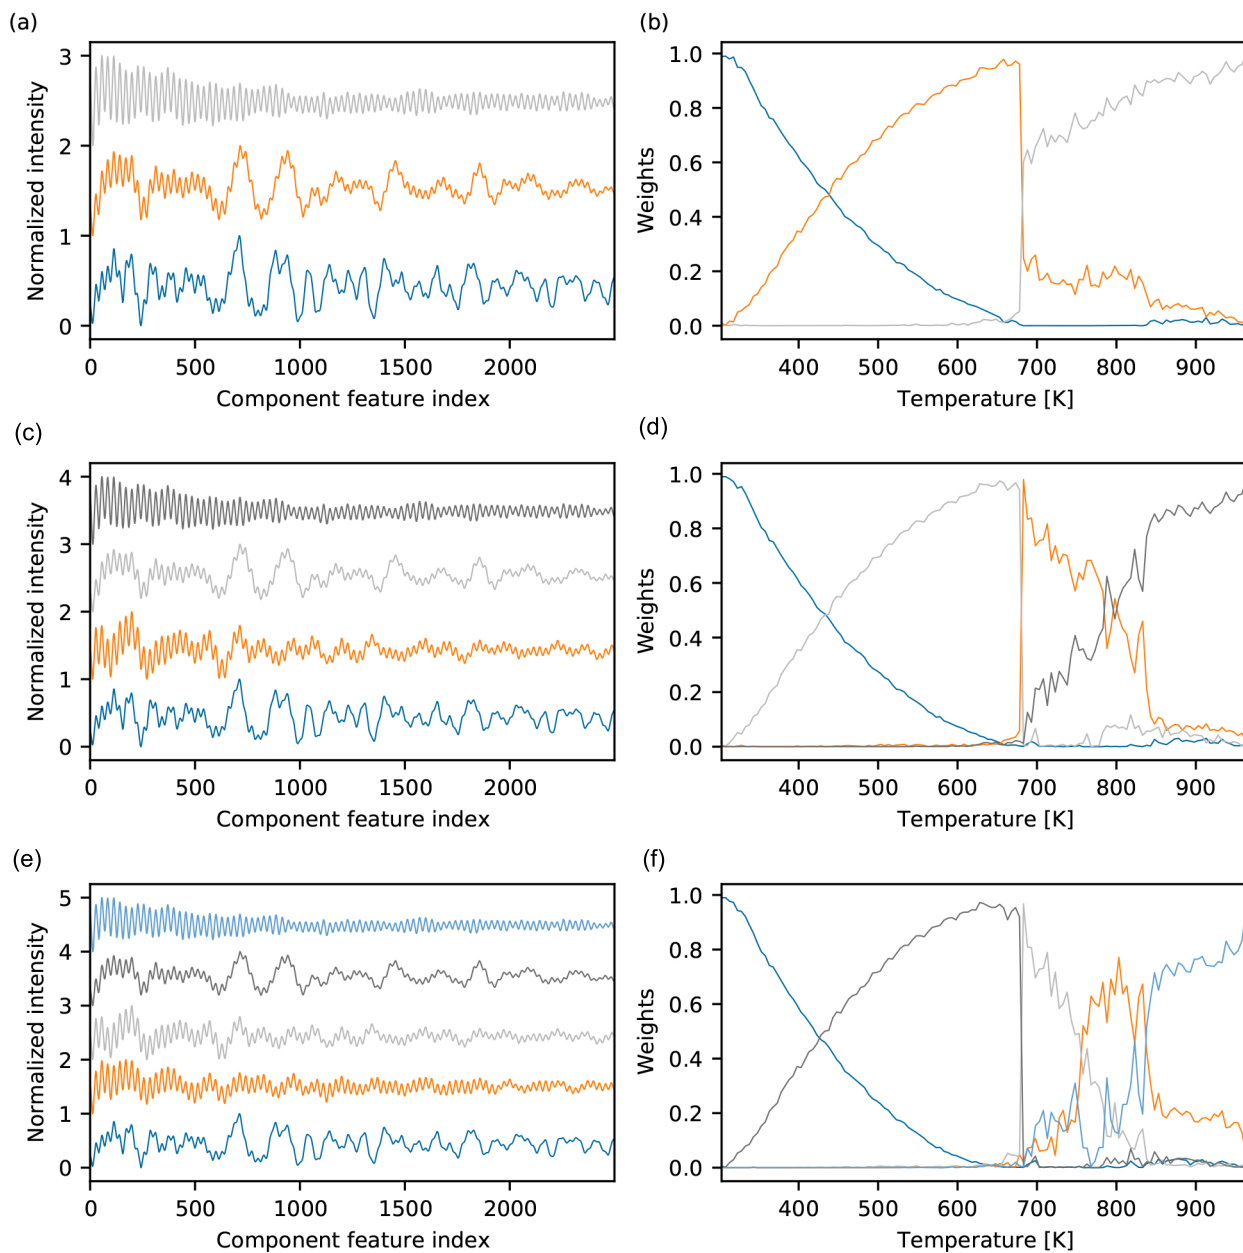 (a)
(b)
Normalized intensity
3
2
1
0
0 500 1000 1500 2000
Component feature index
Weights
1.0
0.8
0.6
0.4
0.2
0.0
400 500 600 700 800 900
Temperature [K]
(c)
(d)
Normalized intensity
4
3
2
1
0
0 500 1000 1500 2000
Component feature index
Weights
1.0
0.8
0.6
0.4
0.2
0.0
400 500 600 700 800 900
Temperature [K]
(e)
(f)
Normalized intensity
5
4
3
2
1
0
0 500 1000 1500 2000
Component feature index
Weights
1.0
0.8
0.6
0.4
0.2
0.0
400 500 600 700 800 900
Temperature [K]